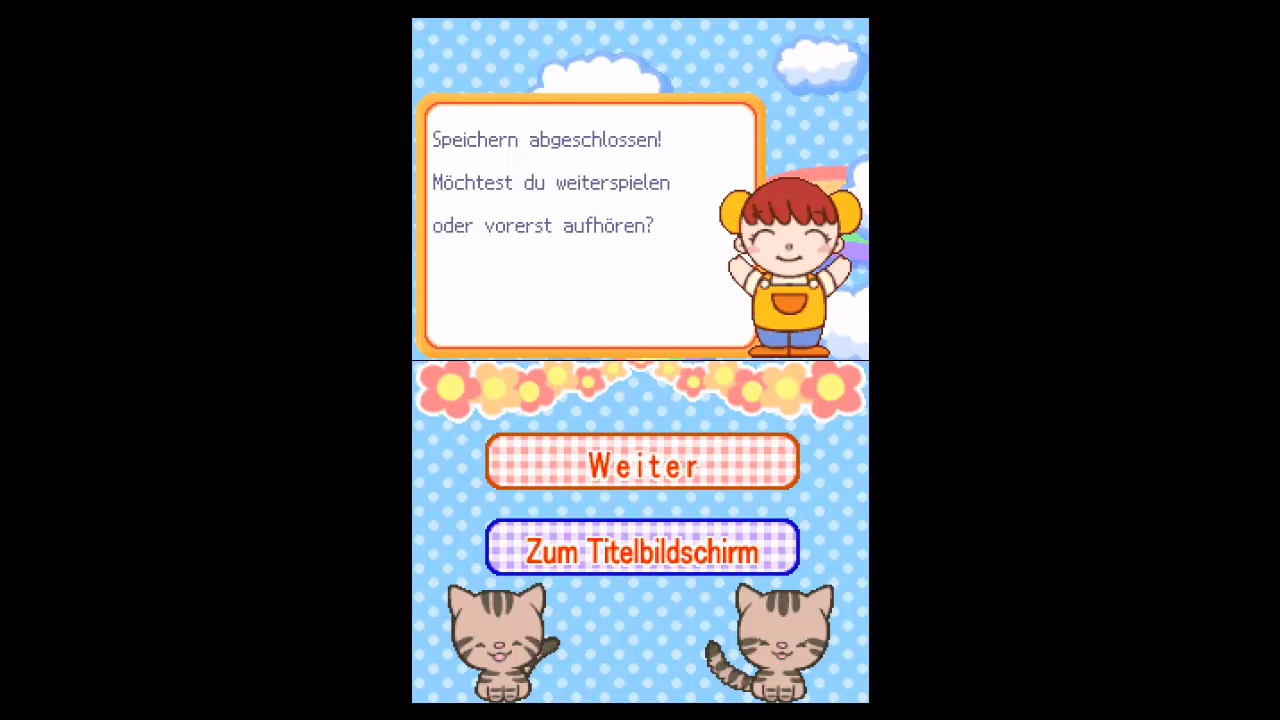 Speichern abgeschlossen!
Möchtest du weiterspielen
oder vorerst aufhören?
Weiter
Zum Titelbildschirm